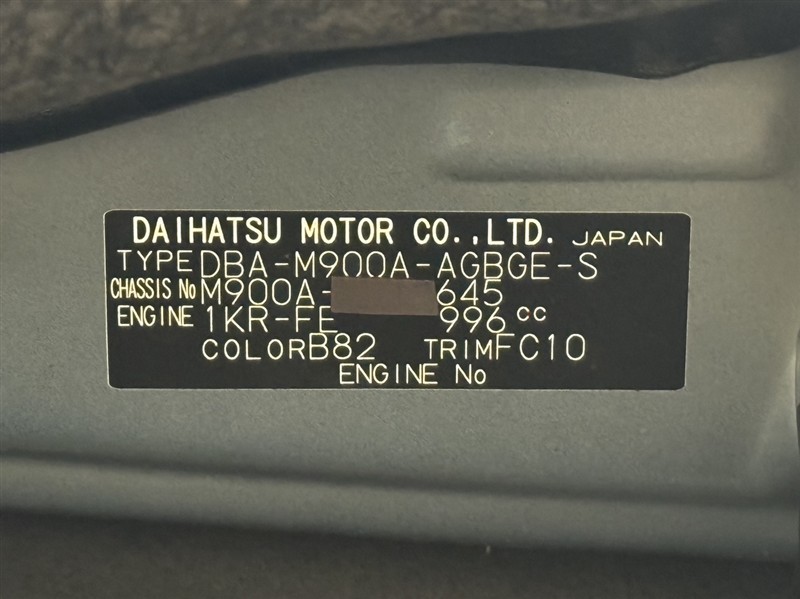 DAIHATSU MOTOR CO.,LTD. JAPAN
TYPE DBA-M900A-AGBGE-S
CHASSIS No M900A- 645
ENGINE 1KR-FE 996 cc
COLOR B82 TRIM FC10
ENGINE No